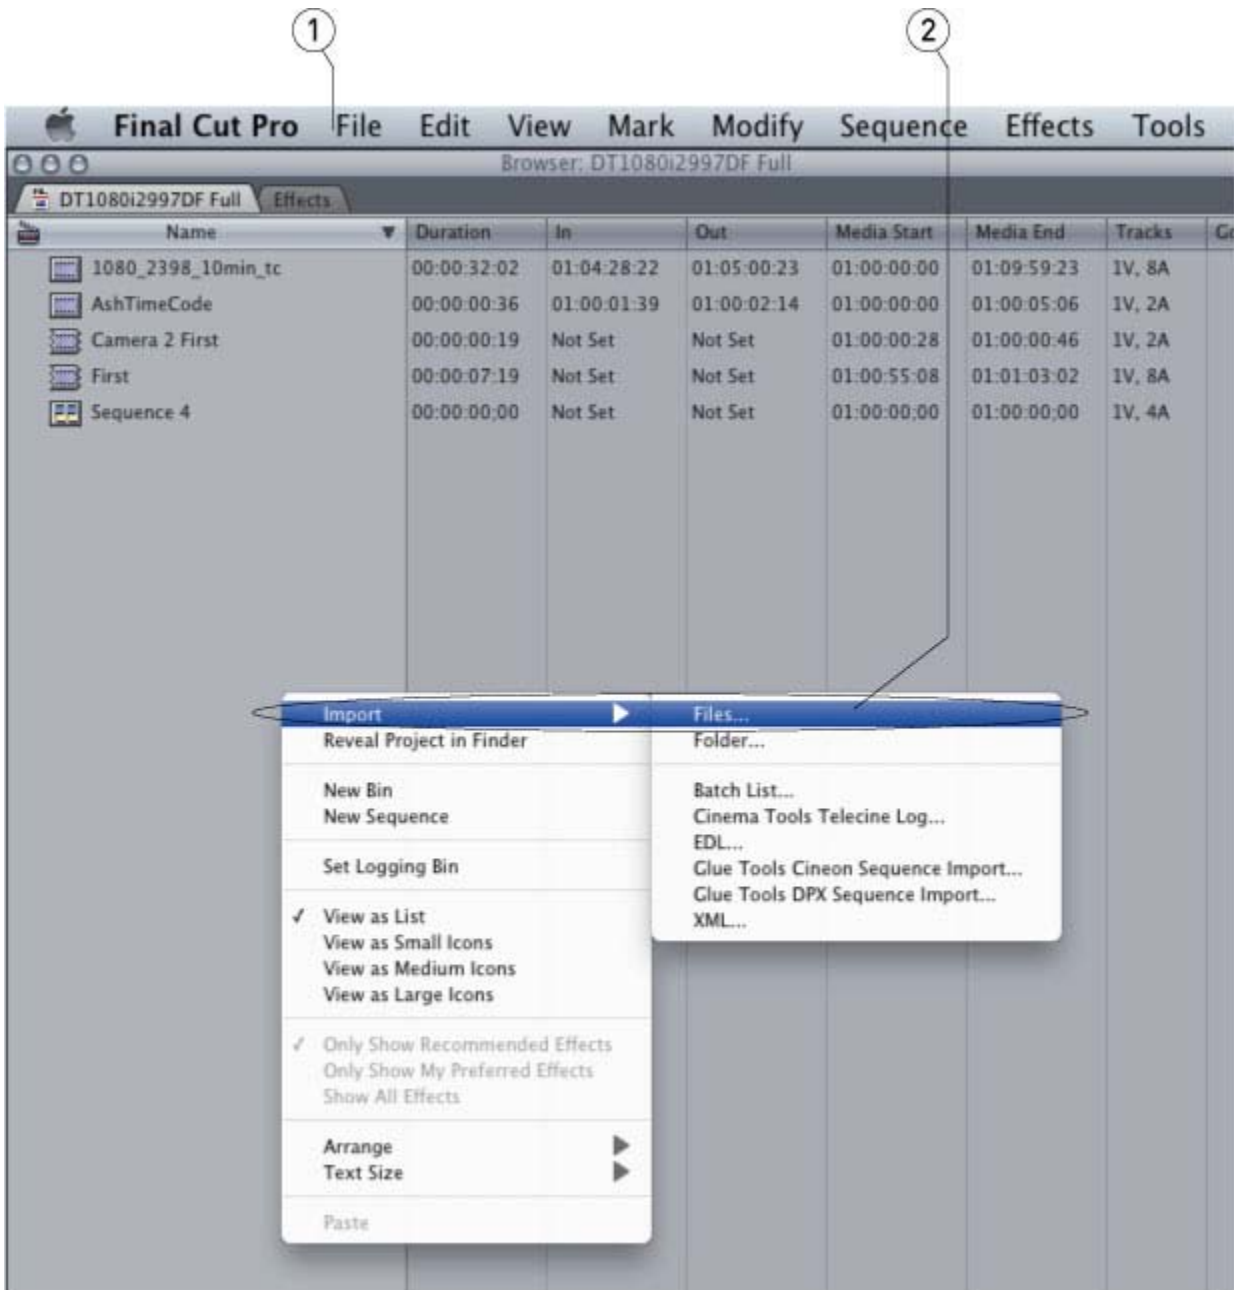 1 2
Final Cut Pro File Edit View Mark Modify Sequence Effects Tools
Browser: DT1080i2997DF Full
DT1080i2997DF Full Effects
Name Duration In Out Media Start Media End Tracks
1080_2398_10min_tc 00:00:32:02 01:04:28:22 01:05:00:23 01:00:00:00 01:09:59:23 1V, 8A
AshTimeCode 00:00:00:36 01:00:01:39 01:00:02:14 01:00:00:00 01:00:05:06 1V, 2A
Camera 2 First 00:00:00:19 Not Set Not Set 01:00:00:28 01:00:00:46 1V, 2A
First 00:00:07:19 Not Set Not Set 01:00:55:08 01:01:03:02 1V, 8A
Sequence 4 00:00:00;00 Not Set Not Set 01:00:00;00 01:00:00;00 1V, 4A
Import
Reveal Project in Finder
New Bin
New Sequence
Set Logging Bin
✓ View as List
View as Small Icons
View as Medium Icons
View as Large Icons
✓ Only Show Recommended Effects
Only Show My Preferred Effects
Show All Effects
Arrange
Text Size
Paste
Files...
Folder...
Batch List...
Cinema Tools Telecine Log...
EDL...
Glue Tools Cineon Sequence Import...
Glue Tools DPX Sequence Import...
XML...